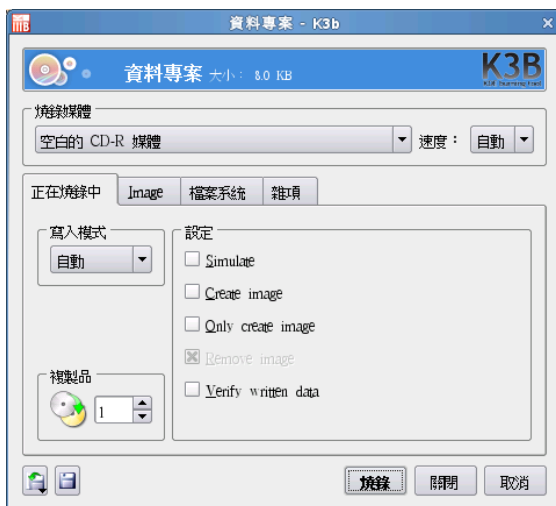 資料專案 - K3b
資料專案 大小： 8.0 KB
K3B
燒錄媒體
空白的 CD-R 媒體 速度： 自動
正在燒錄中 Image 檔案系統 雜項
寫入模式
自動
設定
Simulate
Create image
Only create image
Remove image
Verify written data
複製品
1
燒錄 關閉 取消